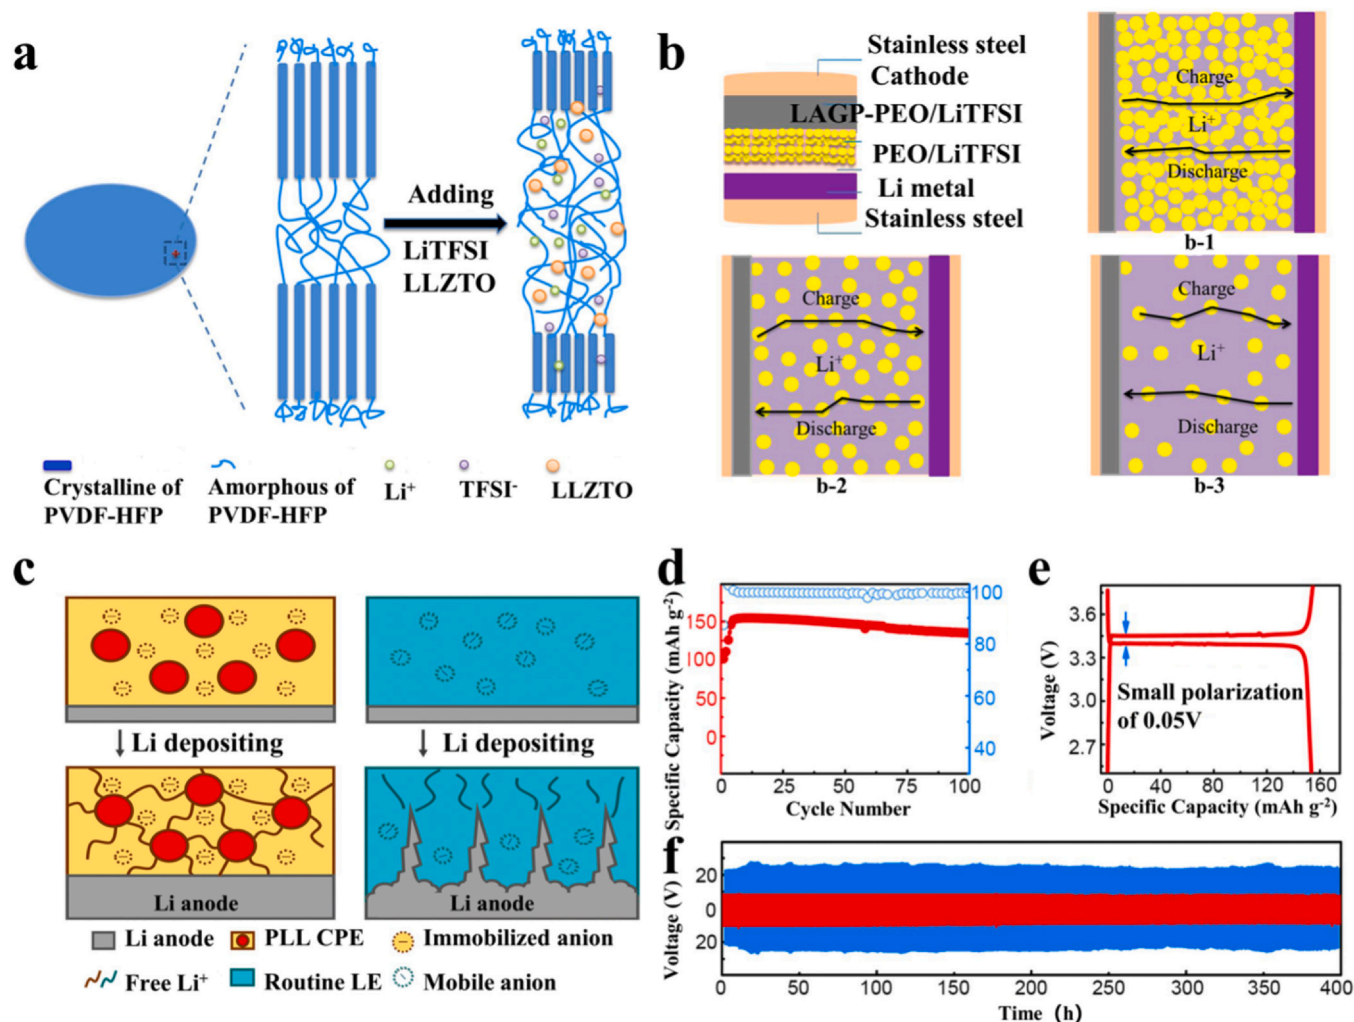 a
Adding
LiTFSI
LLZTO
Crystalline of
PVDF-HFP
Amorphous of
PVDF-HFP
Li⁺
TFSI⁻
LLZTO
b
Stainless steel
Cathode
LAGP-PEO/LiTFSI
PEO/LiTFSI
Li metal
Stainless steel
Charge
Li⁺
Discharge
b-1
Charge
Li⁺
Discharge
b-2
Charge
Li⁺
Discharge
b-3
c
Li depositing
Li depositing
Li anode
Li anode
Li anode
PLL CPE
Immobilized anion
Free Li⁺
Routine LE
Mobile anion
d
Specific Capacity (mAh g⁻²)
150
100
50
0
100
80
60
40
0
25
50
75
100
Cycle Number
e
Voltage (V)
3.6
3.3
3.0
2.7
Small polarization
of 0.05V
0
40
80
120
160
Specific Capacity (mAh g⁻²)
f
Voltage (V)
20
0
20
0
50
100
150
200
250
300
350
400
Time (h)